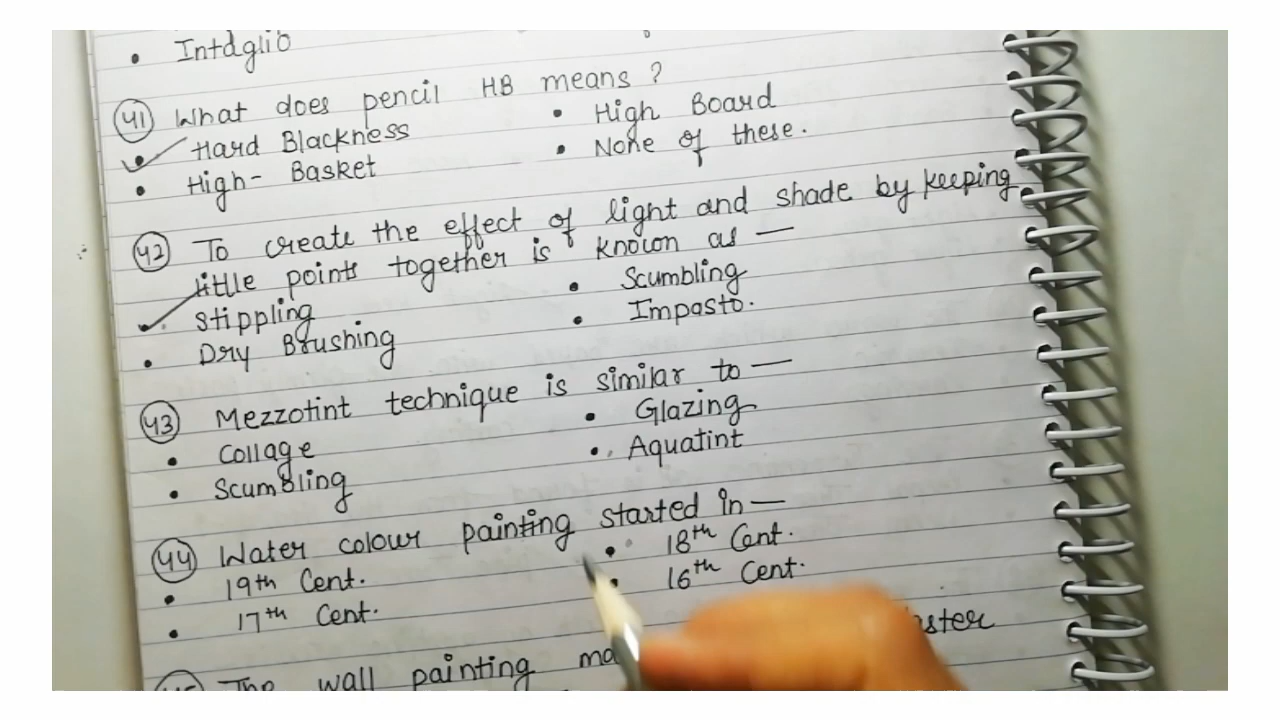 • Intaglio
41 What does pencil HB means ?
• Hard Blackness • High Board
• High- Basket • None of these.
42 To create the effect of light and shade by keeping
little points together is known as —
• Stippling • Scumbling
• Dry Brushing • Impasto.
43 Mezzotint technique is similar to —
• Collage • Glazing
• Scumbling • Aquatint
44 Water colour painting started in —
• 19th Cent. • 18th Cent.
• 17th Cent. • 16th Cent.
45 The wall painting